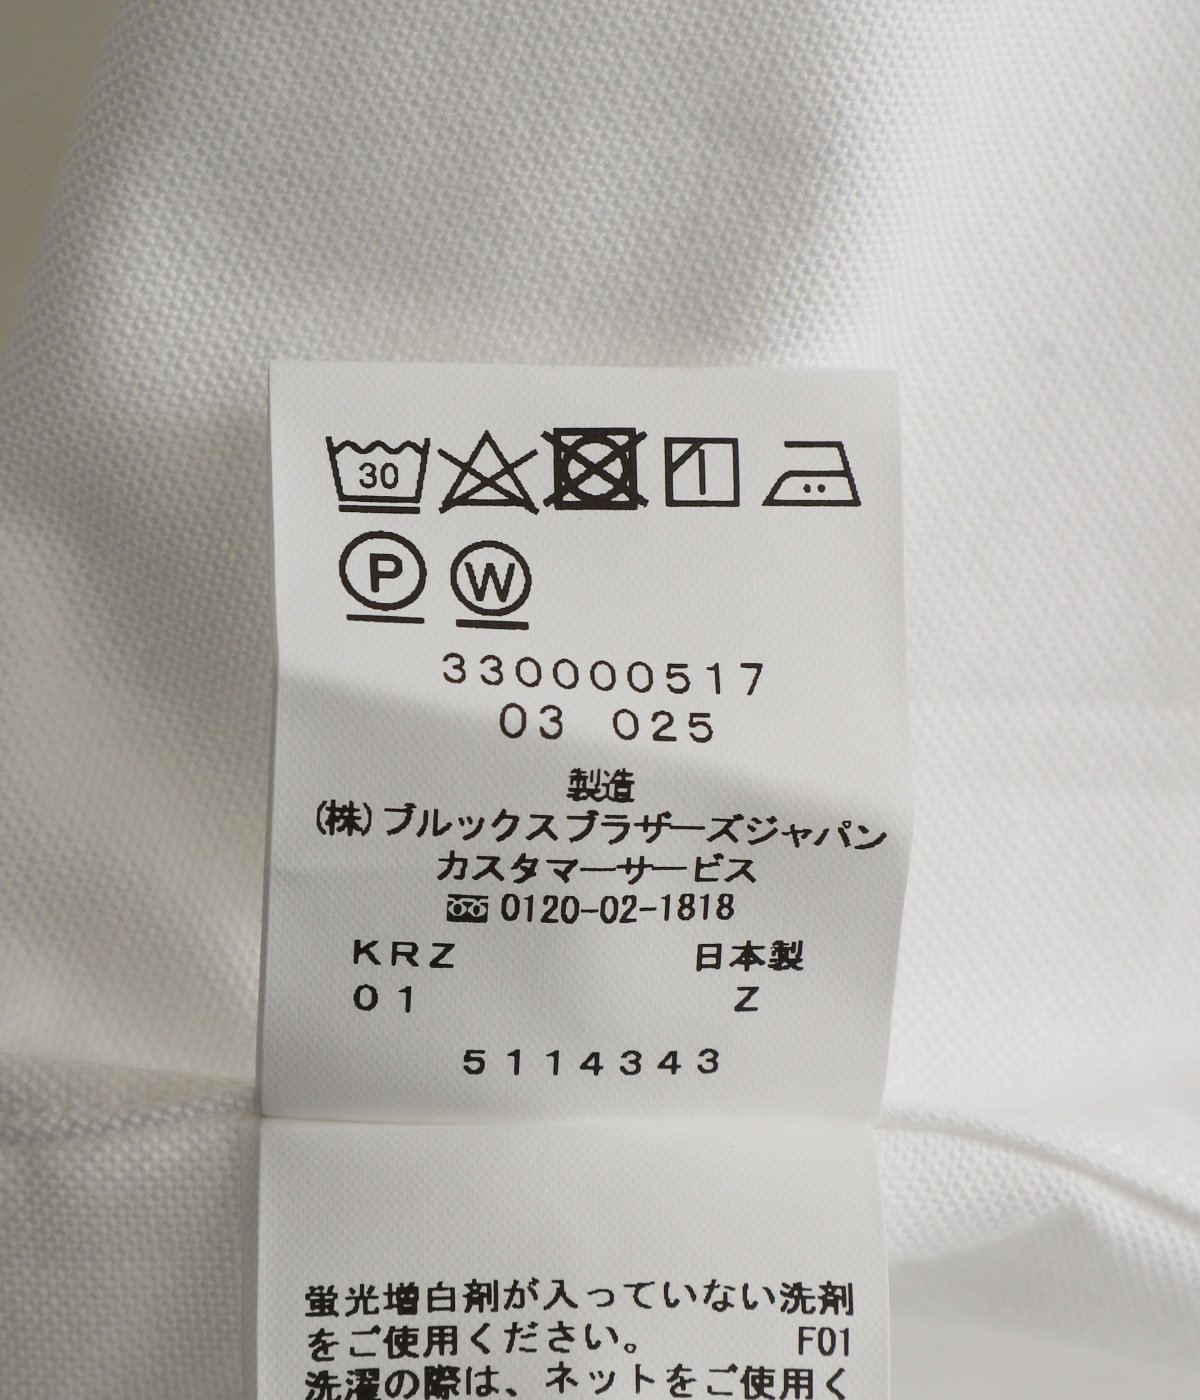 30
P W
330000517
03 025
製造
(株)ブルックスブラザーズジャパン
カスタマーサービス
0120-02-1818
KRZ 日本製
01 Z
5114343
蛍光増白剤が入っていない洗剤
をご使用ください。 F01
洗濯の際は、ネットをご使用く